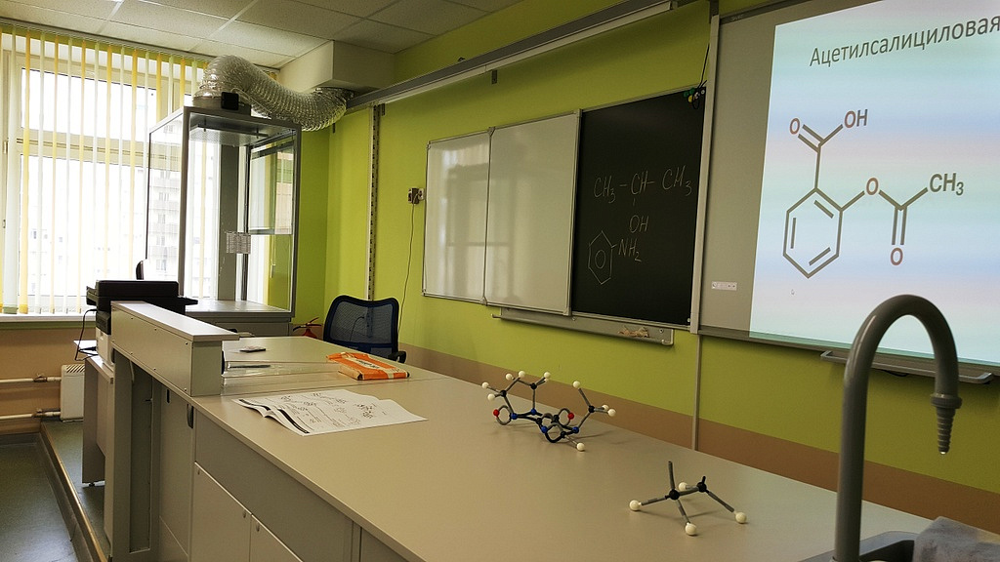 CH₃ – CH – CH₃
OH
NH₂
Ацетилсалициловая
O
OH
O
CH₃
O